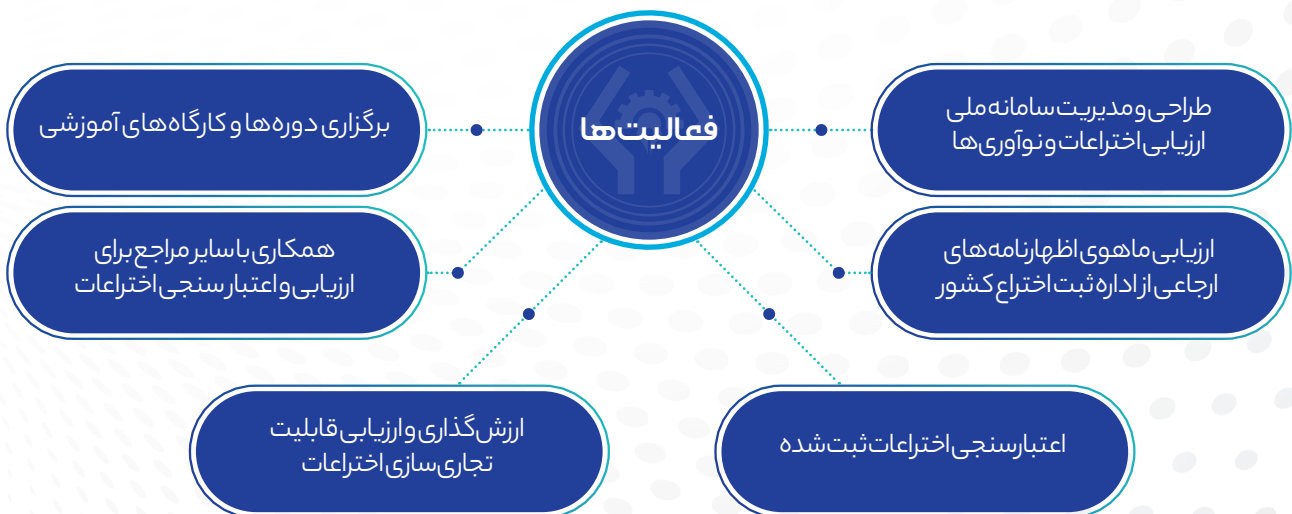 فعالیت‌ها
طراحی و مدیریت سامانه ملی
ارزیابی اختراعات و نوآوری‌ها
ارزیابی ماهوی اظهارنامه‌های
ارجاعی از اداره ثبت اختراع کشور
اعتبارسنجی اختراعات ثبت‌شده
ارزش‌گذاری و ارزیابی قابلیت
تجاری‌سازی اختراعات
همکاری با سایر مراجع برای
ارزیابی و اعتبار سنجی اختراعات
برگزاری دوره‌ها و کارگاه‌های آموزشی